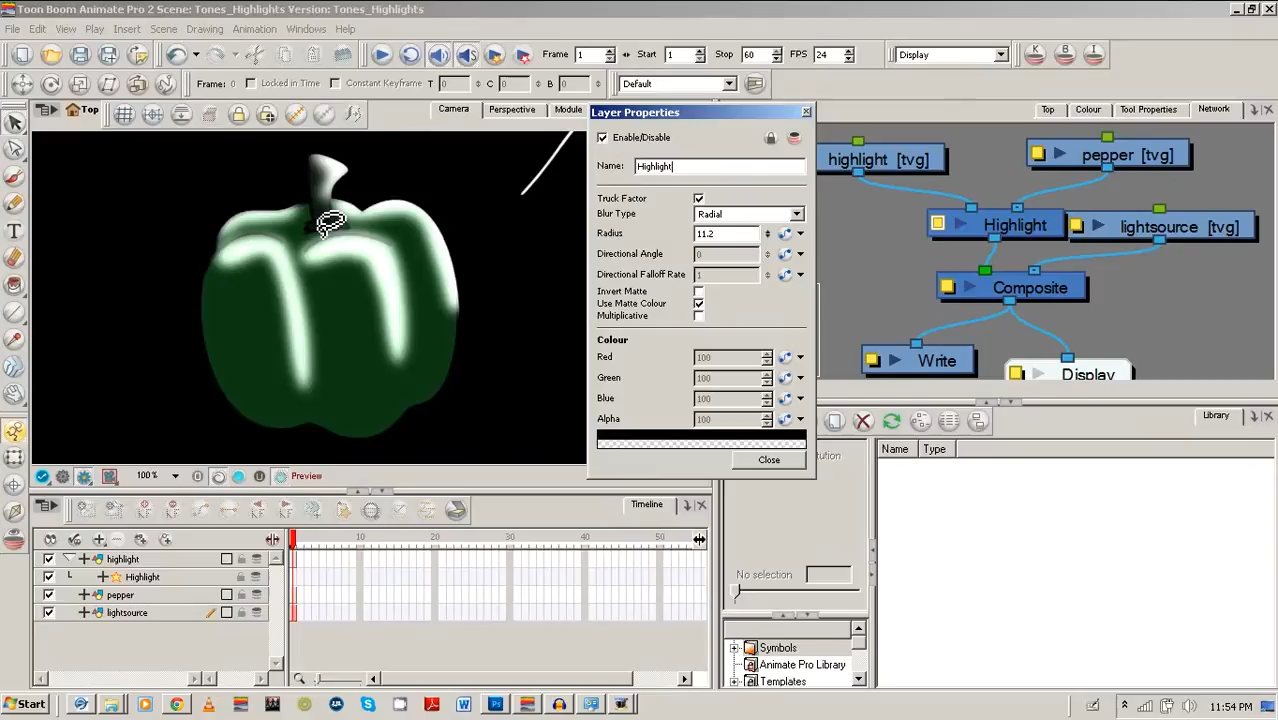 Toon Boom Animate Pro 2 Scene: Tones_Highlights Version: Tones_Highlights
File Edit View Play Insert Scene Drawing Animation Windows Help
Frame 1 Start 1 Stop 60 FPS 24 Display
Frame: 0 Locked in Time Constant Keyframe T 0 C 0 B 0 Default
Top Camera Perspective Module
Layer Properties
Enable/Disable
Name: Highlight
Truck Factor
Blur Type Radial
Radius 11.2
Directional Angle 0
Directional Falloff Rate 1
Invert Matte
Use Matte Colour
Multiplicative
Colour
Red 100
Green 100
Blue 100
Alpha 100
Close
Top Colour Tool Properties Network
highlight [tvg] pepper [tvg]
Highlight lightsource [tvg]
Composite
Write Display
100% Preview
Timeline
10 20 30 40 50
highlight
Highlight
pepper
lightsource
Library
Name Type
No selection
Symbols
Animate Pro Library
Templates
Start 11:54 PM